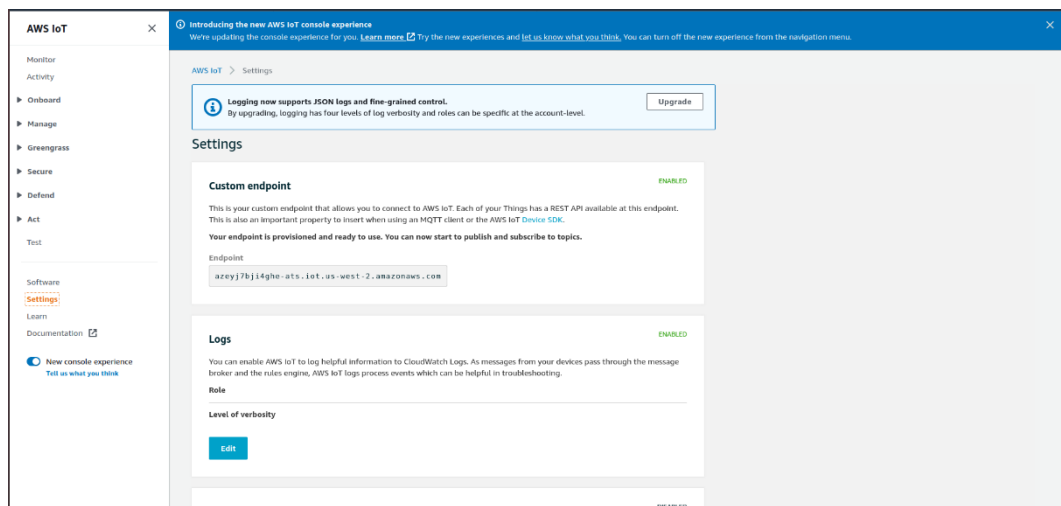 AWS IoT
Monitor
Activity
Onboard
Manage
Greengrass
Secure
Defend
Act
Test
Software
Settings
Learn
Documentation
New console experience
Tell us what you think
Introducing the new AWS IoT console experience
We're updating the console experience for you. Learn more Try the new experiences and let us know what you think. You can turn off the new experience from the navigation menu.
AWS IoT > Settings
Logging now supports JSON logs and fine-grained control.
By upgrading, logging has four levels of log verbosity and roles can be specific at the account-level.
Upgrade
Settings
Custom endpoint
ENABLED
This is your custom endpoint that allows you to connect to AWS IoT. Each of your Things has a REST API available at this endpoint.
This is also an important property to insert when using an MQTT client or the AWS IoT Device SDK.
Your endpoint is provisioned and ready to use. You can now start to publish and subscribe to topics.
Endpoint
azeyj7bji4gho-ats.iot.us-west-2.amazonaws.com
Logs
ENABLED
You can enable AWS IoT to log helpful information to CloudWatch Logs. As messages from your devices pass through the message
broker and the rules engine, AWS IoT logs process events which can be helpful in troubleshooting.
Role
Level of verbosity
Edit